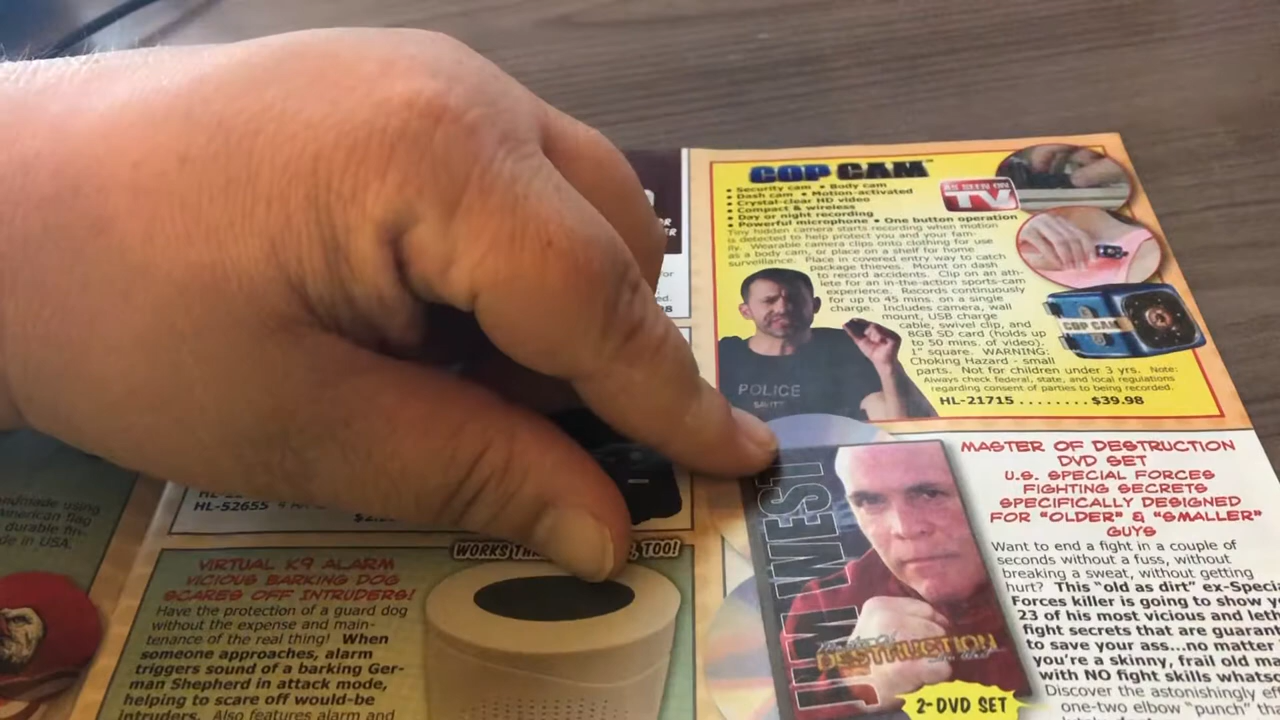 COP CAM™
• Security cam • Body cam
• Dash cam • Motion-activated
• Crystal-clear HD video
• Compact & wireless
• Day or night recording
• Powerful microphone • One button operation
Tiny hidden camera starts recording when motion
is detected to help protect you and your fam-
ily. Wearable camera clips onto clothing for use
as a body cam, or place on a shelf for home
surveillance. Place in covered entry way to catch
package thieves. Mount on dash
to record accidents. Clip on an ath-
lete for an in-the-action sports-cam
experience. Records continuously
for up to 45 mins. on a single
charge. Includes camera, wall
mount, USB charge
cable, swivel clip, and
8GB SD card (holds up
to 50 mins. of video).
1" square. WARNING:
Choking Hazard - small
parts. Not for children under 3 yrs. Note:
Always check federal, state, and local regulations
regarding consent of parties to being recorded.
HL-21715 . . . . . . . . $39.98
AS SEEN ON
TV
COP CAM
POLICE
MASTER OF DESTRUCTION
DVD SET
U.S. SPECIAL FORCES
FIGHTING SECRETS
SPECIFICALLY DESIGNED
FOR "OLDER" & "SMALLER"
GUYS
Want to end a fight in a couple of
seconds without a fuss, without
breaking a sweat, without getting
hurt? This "old as dirt" ex-Speci
Forces killer is going to show y
23 of his most vicious and leth
fight secrets that are guarant
to save your ass...no matter
you're a skinny, frail old ma
with NO fight skills whatso
Discover the astonishingly ef
one-two elbow "punch" tha
JIM WEST
DESTRUCTION
2-DVD SET
HL-52655
WORKS TOO!
VIRTUAL K9 ALARM
VICIOUS BARKING DOG
SCARES OFF INTRUDERS!
Have the protection of a guard dog
without the expense and main-
tenance of the real thing! When
someone approaches, alarm
triggers sound of a barking Ger-
man Shepherd in attack mode,
helping to scare off would-be
intruders. Also features alarm and
ndmade using
merican flag
durable fin-
de in USA.